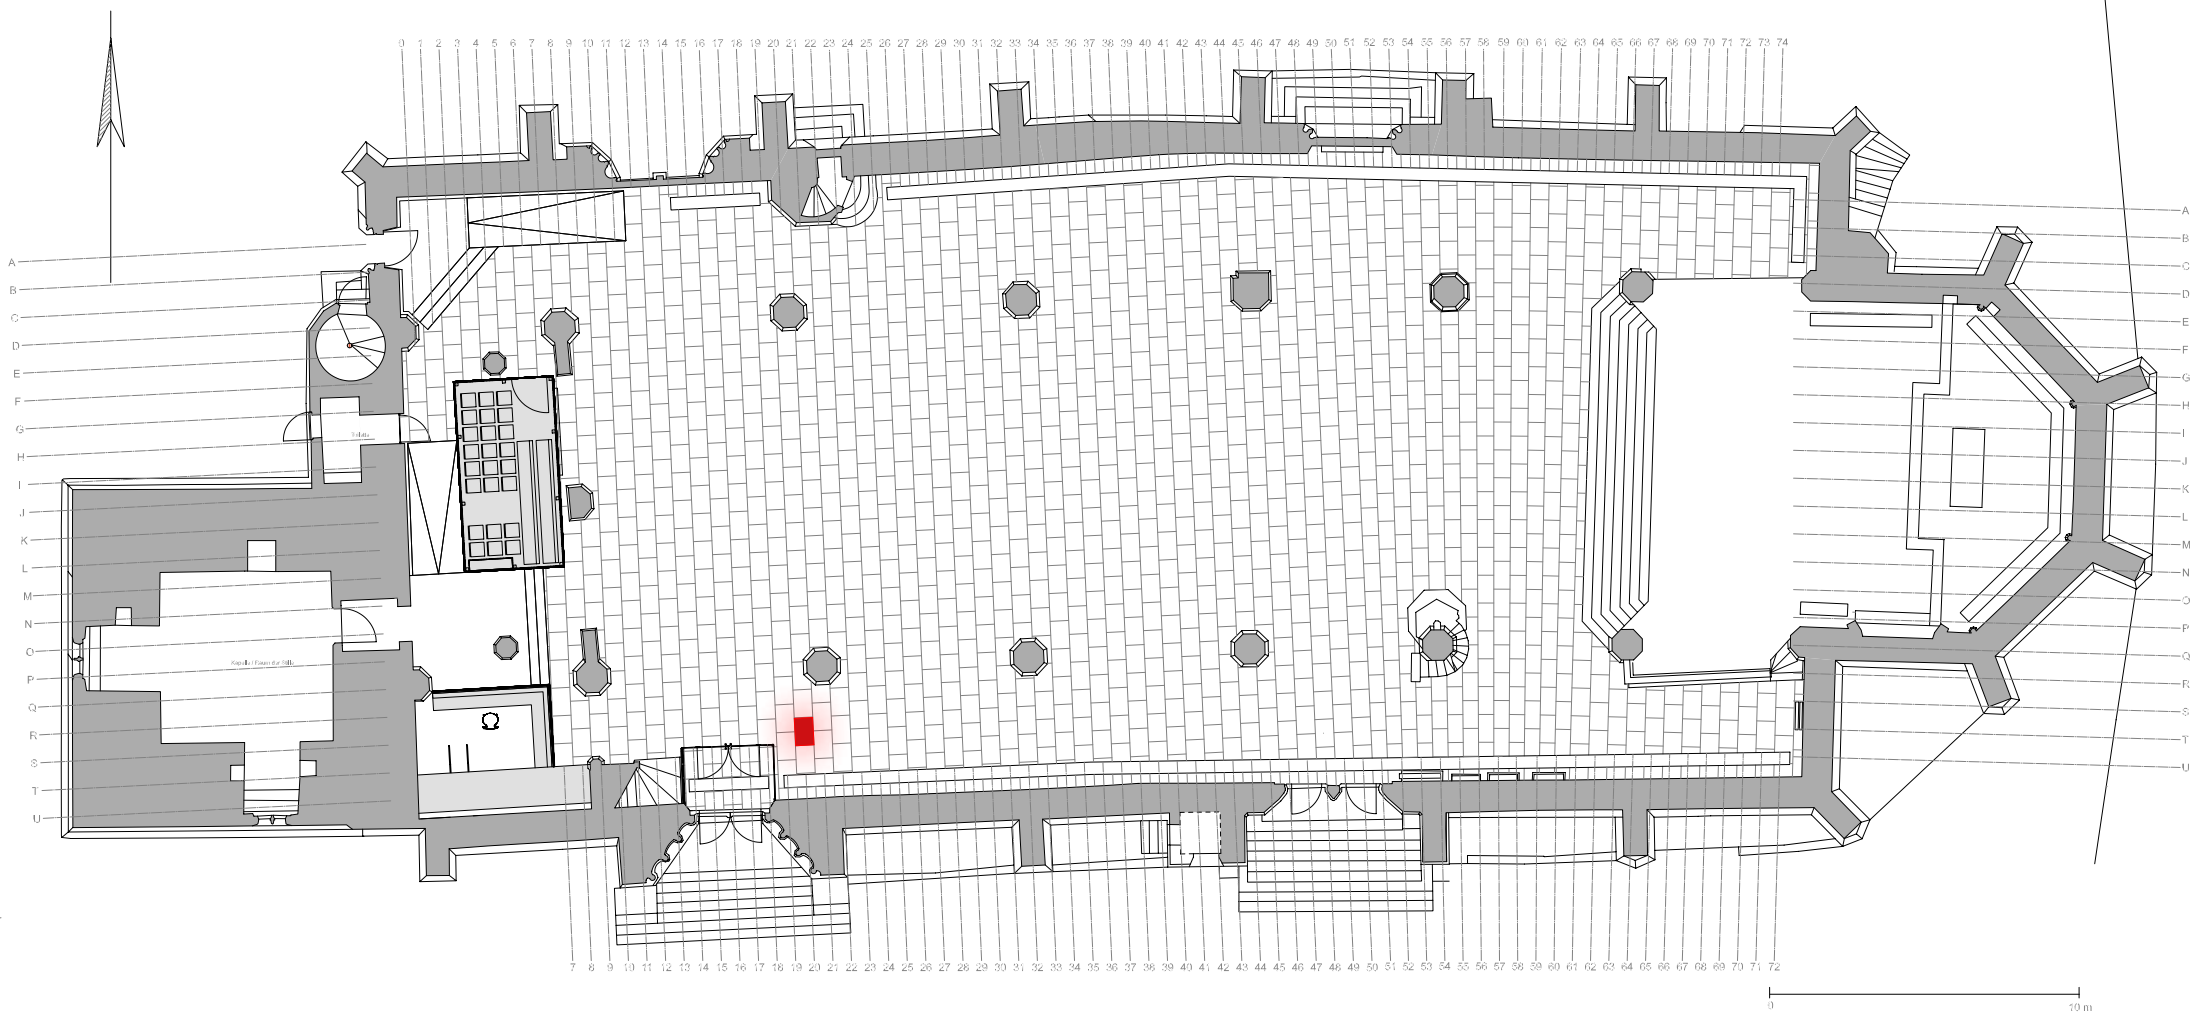 0 1 2 3 4 5 6 7 8 9 10 11 12 13 14 15 16 17 18 19 20 21 22 23 24 25 26 27 28 29 30 31 32 33 34 35 36 37 38 39 40 41 42 43 44 45 46 47 48 49 50 51 52 53 54 55 56 57 58 59 60 61 62 63 64 65 66 67 68 69 70 71 72 73 74
A
B
C
D
E
F
G
H
I
J
K
L
M
N
O
P
Q
R
S
T
U
A
B
C
D
E
F
G
H
I
J
K
L
M
N
O
P
Q
R
S
T
U
7 8 9 10 11 12 13 14 15 16 17 18 19 20 21 22 23 24 25 26 27 28 29 30 31 32 33 34 35 36 37 38 39 40 41 42 43 44 45 46 47 48 49 50 51 52 53 54 55 56 57 58 59 60 61 62 63 64 65 66 67 68 69 70 71 72
0 10 m